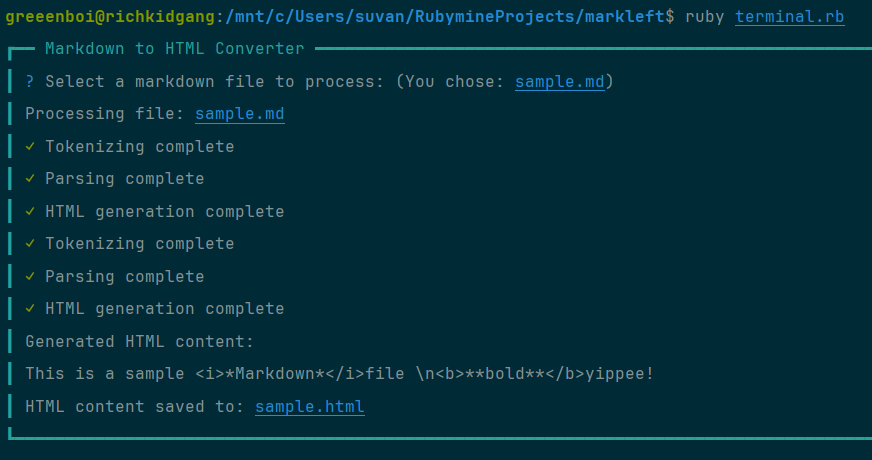 greeenboi@richkidgang:/mnt/c/Users/suvan/RubymineProjects/markleft$ ruby terminal.rb
Markdown to HTML Converter
? Select a markdown file to process: (You chose: sample.md)
Processing file: sample.md
✓ Tokenizing complete
✓ Parsing complete
✓ HTML generation complete
✓ Tokenizing complete
✓ Parsing complete
✓ HTML generation complete
Generated HTML content:
This is a sample <i>*Markdown*</i>file \n<b>**bold**</b>yippee!
HTML content saved to: sample.html